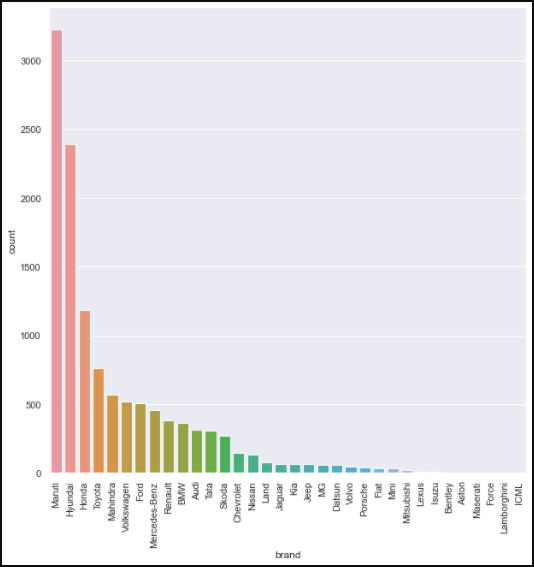 3000
2500
2000
1500
1000
500
0
count
Maruti
Hyundai
Honda
Toyota
Mahindra
Volkswagen
Ford
Mercedes-Benz
Renault
BMW
Audi
Tata
Skoda
Chevrolet
Nissan
Land
Jaguar
Kia
Jeep
MG
Datsun
Volvo
Porsche
Fiat
Mini
Mitsubishi
Lexus
Isuzu
Bentley
Aston
Maserati
Force
Lamborghini
ICML
brand